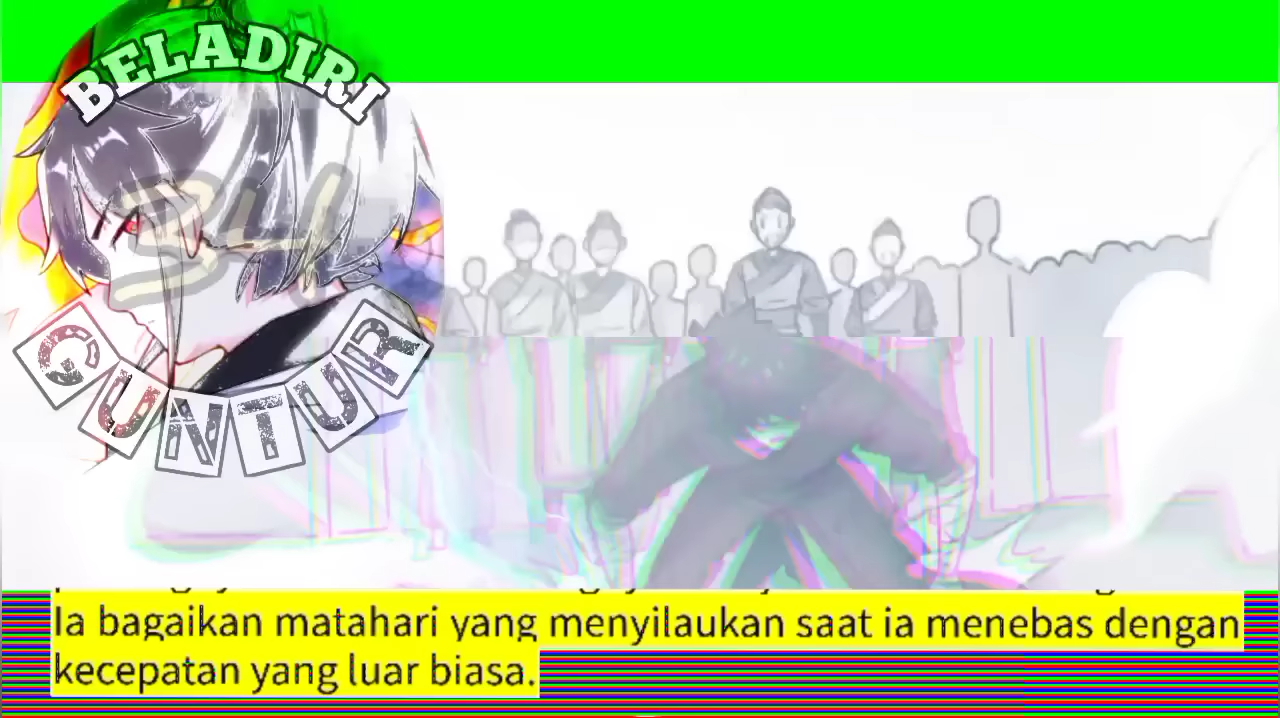 BELADIRI
GUNTUR
Ia bagaikan matahari yang menyilaukan saat ia menebas dengan
kecepatan yang luar biasa.